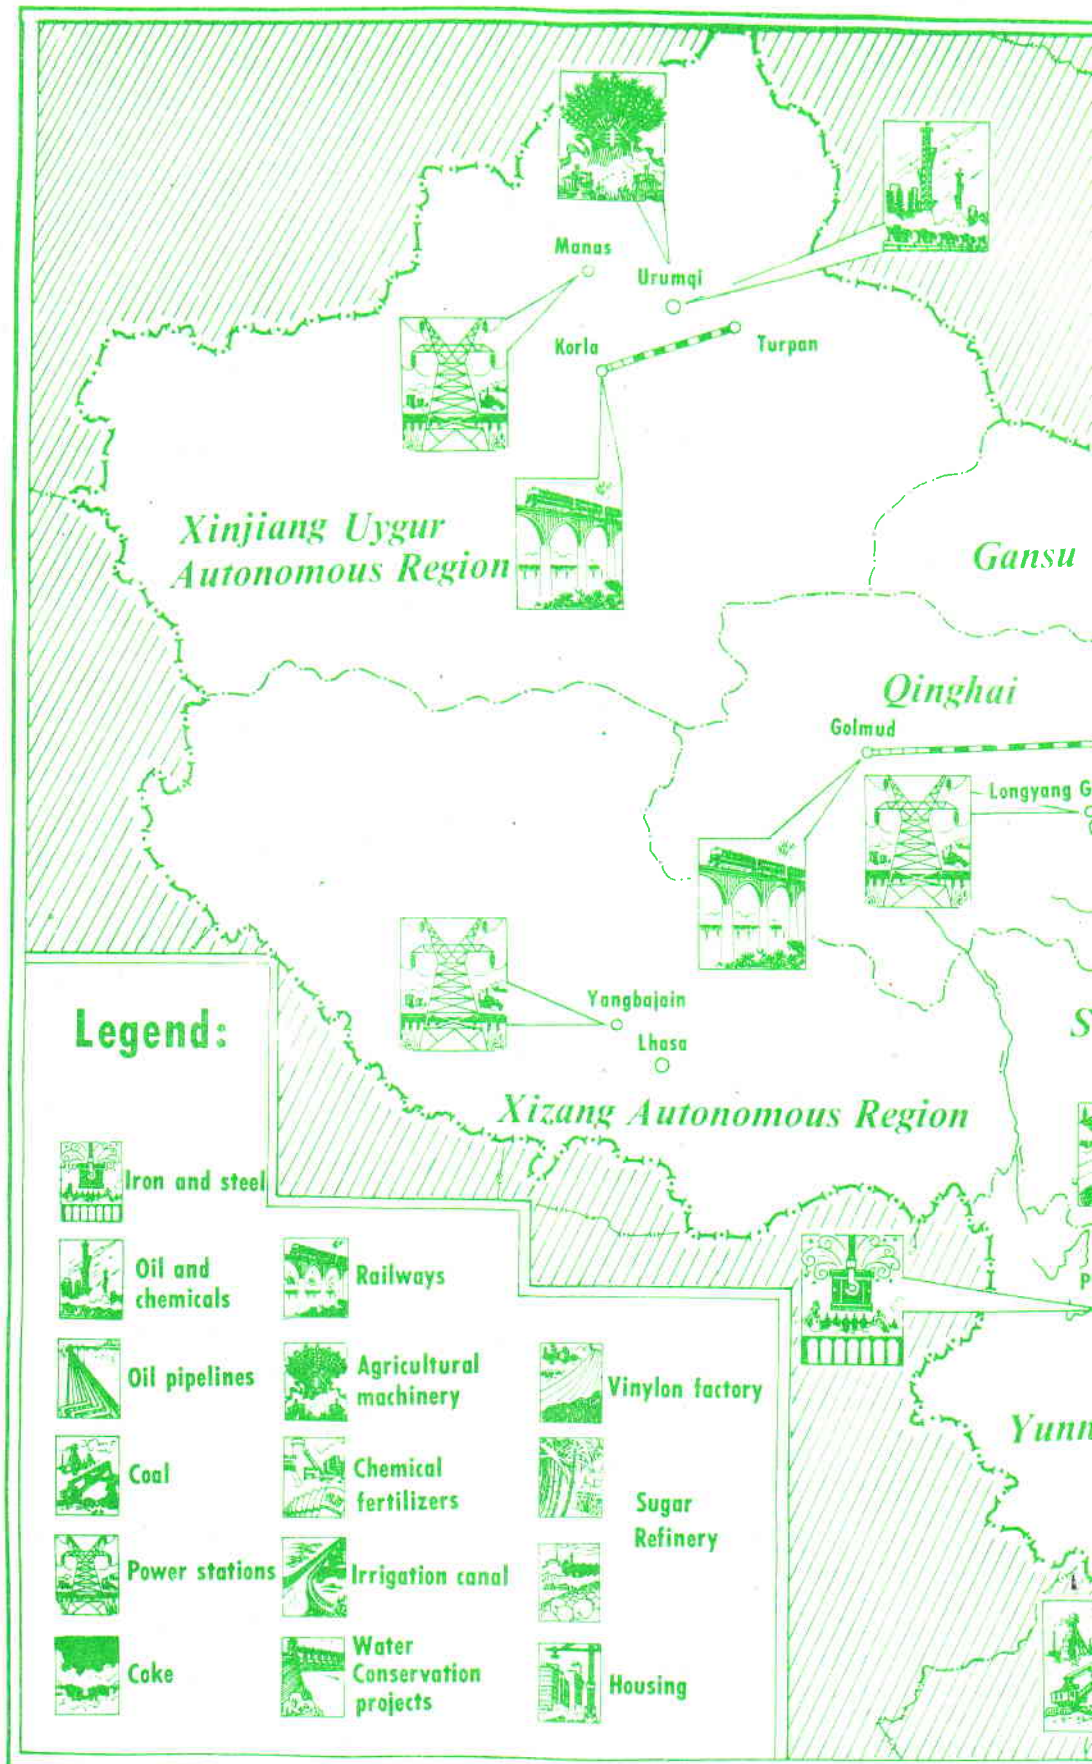 Manas
Urumqi
Korla
Turpan
Xinjiang Uygur
Autonomous Region
Gansu
Qinghai
Golmud
Longyang G
Yangbajain
Lhasa
S
Xizang Autonomous Region
P
Yunn
Legend:
Iron and steel
Oil and
chemicals
Oil pipelines
Coal
Power stations
Coke
Railways
Agricultural
machinery
Chemical
fertilizers
Irrigation canal
Water
Conservation
projects
Vinylon factory
Sugar
Refinery
Housing